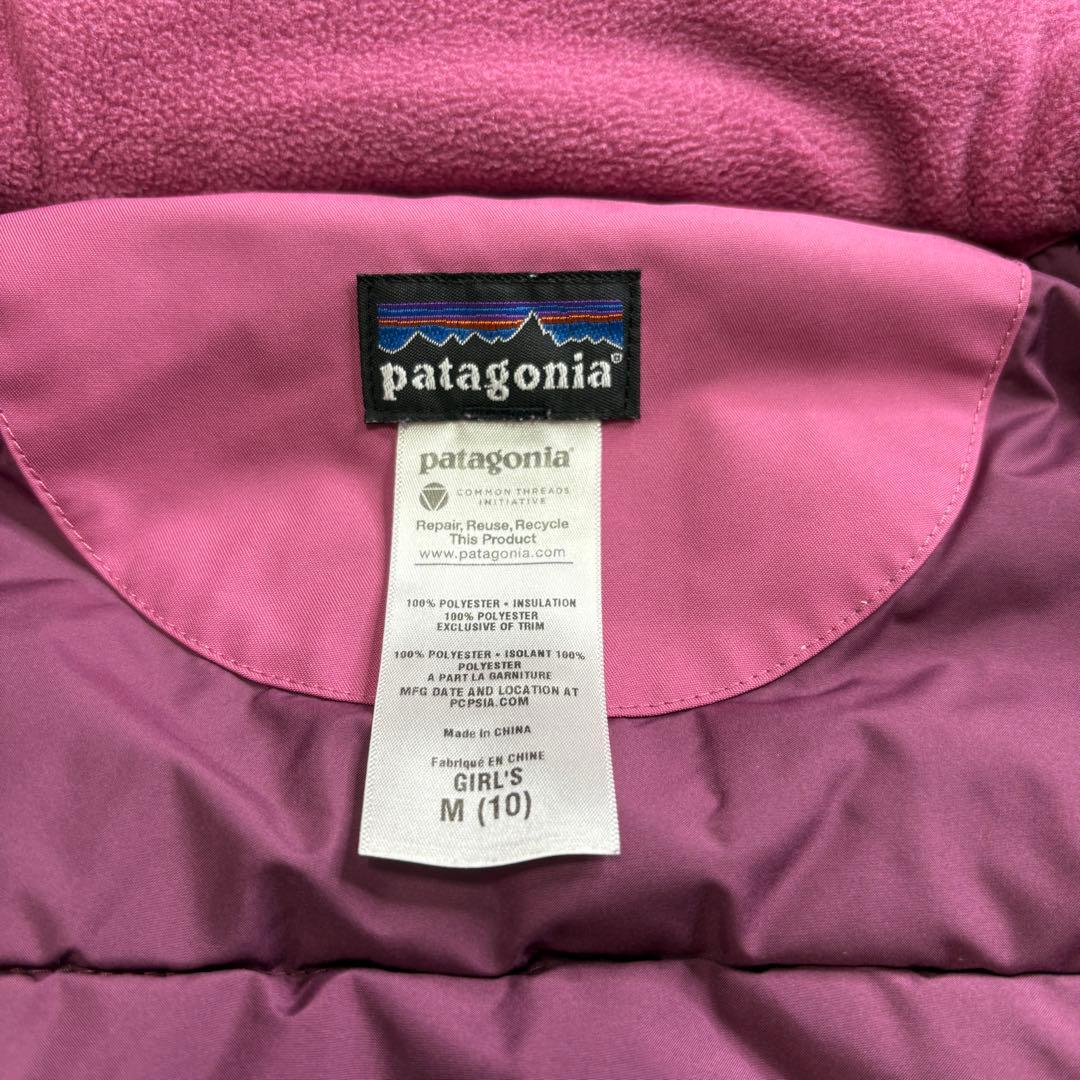 patagonia®
patagonia®
COMMON THREADS
INITIATIVE
Repair, Reuse, Recycle
This Product
www.patagonia.com
100% POLYESTER • INSULATION
100% POLYESTER
EXCLUSIVE OF TRIM
100% POLYESTER • ISOLANT 100%
POLYESTER
A PART LA GARNITURE
MFG DATE AND LOCATION AT
PCPSIA.COM
Made in CHINA
Fabriqué EN CHINE
GIRL'S
M (10)